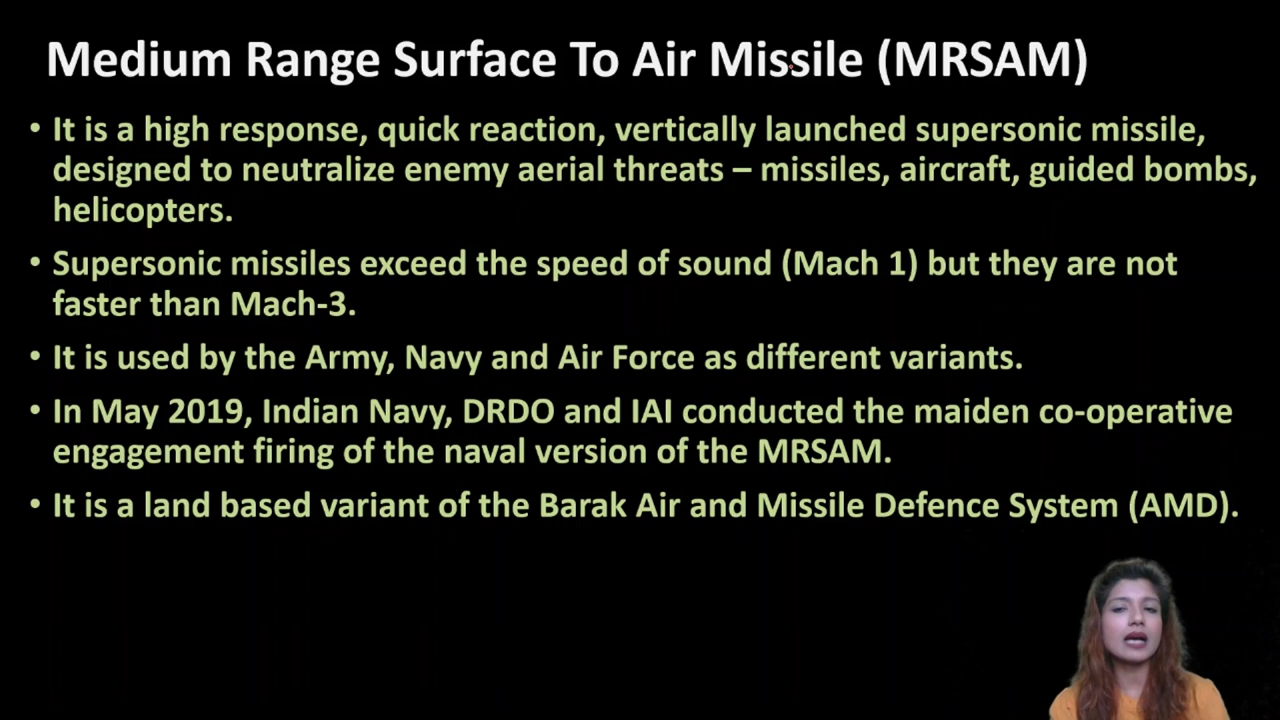 Medium Range Surface To Air Missile (MRSAM)
• It is a high response, quick reaction, vertically launched supersonic missile,
designed to neutralize enemy aerial threats – missiles, aircraft, guided bombs,
helicopters.
• Supersonic missiles exceed the speed of sound (Mach 1) but they are not
faster than Mach-3.
• It is used by the Army, Navy and Air Force as different variants.
• In May 2019, Indian Navy, DRDO and IAI conducted the maiden co-operative
engagement firing of the naval version of the MRSAM.
• It is a land based variant of the Barak Air and Missile Defence System (AMD).